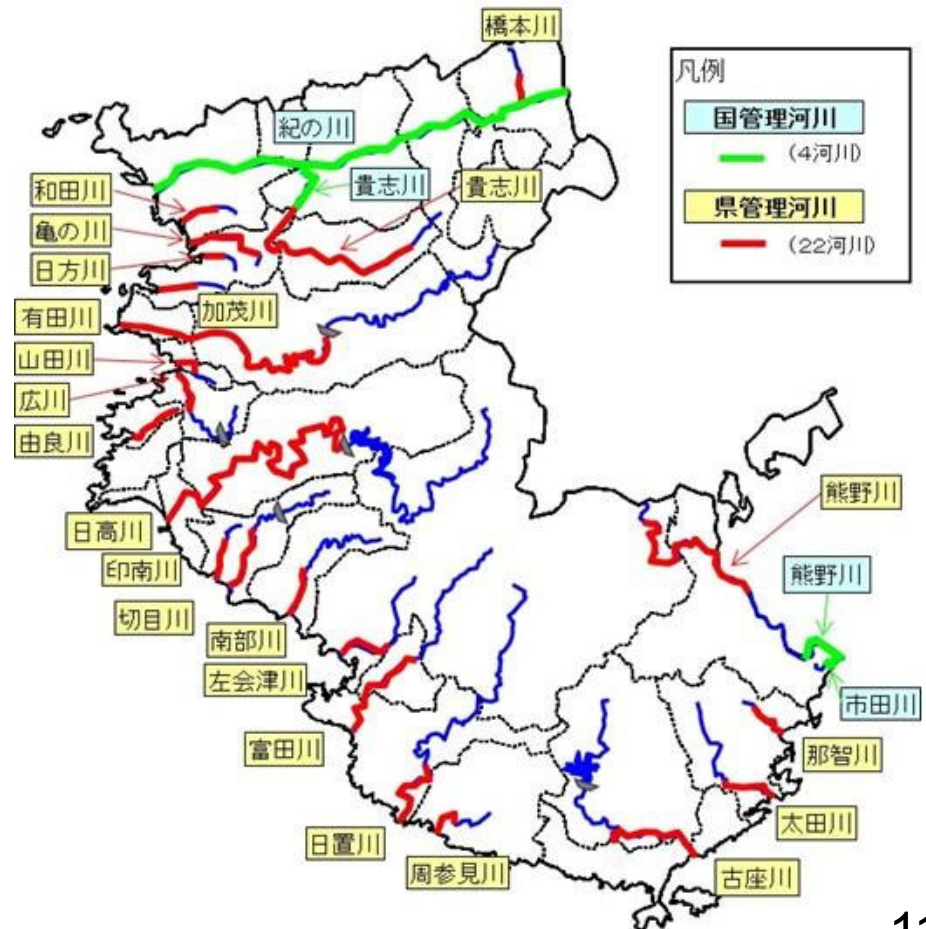 橋本川
凡例
国管理河川
(4河川)
県管理河川
(22河川)
紀の川
貴志川
貴志川
和田川
亀の川
日方川
加茂川
有田川
山田川
広川
由良川
日高川
印南川
切目川
南部川
左会津川
富田川
日置川
周参見川
熊野川
熊野川
市田川
那智川
太田川
古座川
11